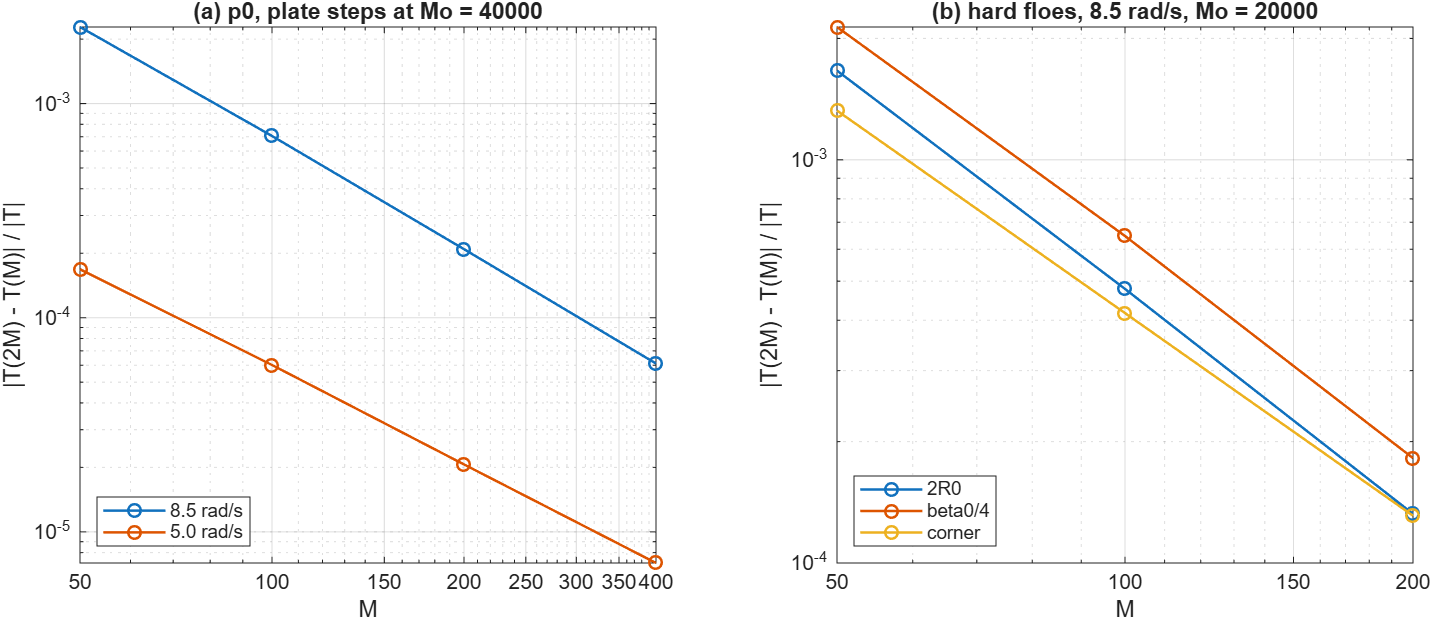 (a) p0, plate steps at Mo = 40000
|T(2M) - T(M)| / |T|
10-3
10-4
10-5
8.5 rad/s
5.0 rad/s
50 100 150 200 250 300 350 400
M
(b) hard floes, 8.5 rad/s, Mo = 20000
|T(2M) - T(M)| / |T|
10-3
10-4
2R0
beta0/4
corner
50 100 150 200
M